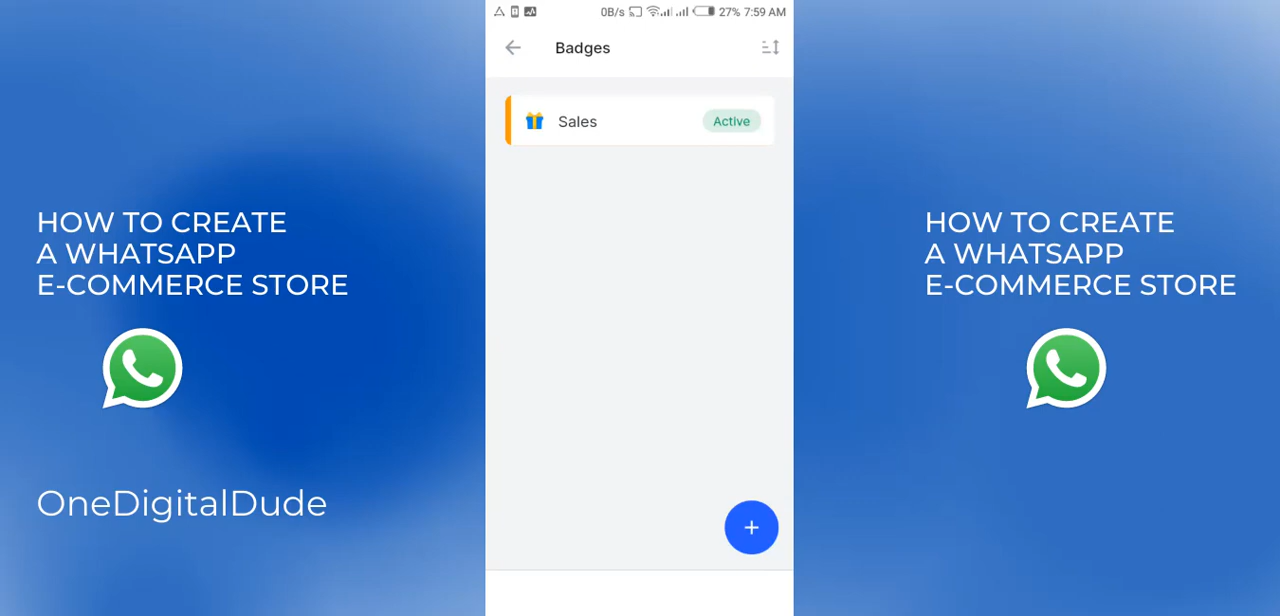 HOW TO CREATE
A WHATSAPP
E-COMMERCE STORE
OneDigitalDude
0B/s 27% 7:59 AM
Badges
Sales
Active
+
HOW TO CREATE
A WHATSAPP
E-COMMERCE STORE